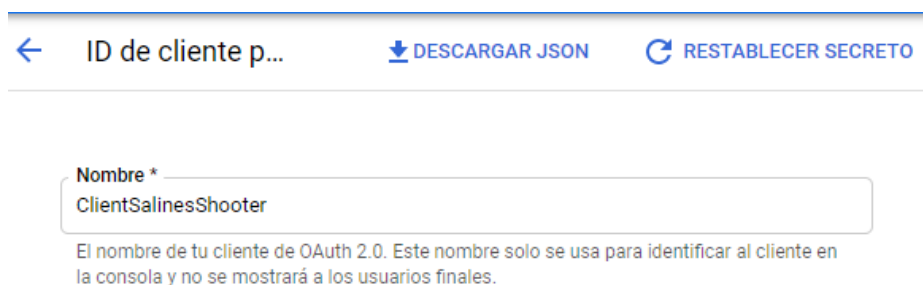 ID de cliente p... DESCARGAR JSON RESTABLECER SECRETO
Nombre *
ClientSalinesShooter
El nombre de tu cliente de OAuth 2.0. Este nombre solo se usa para identificar al cliente en
la consola y no se mostrará a los usuarios finales.